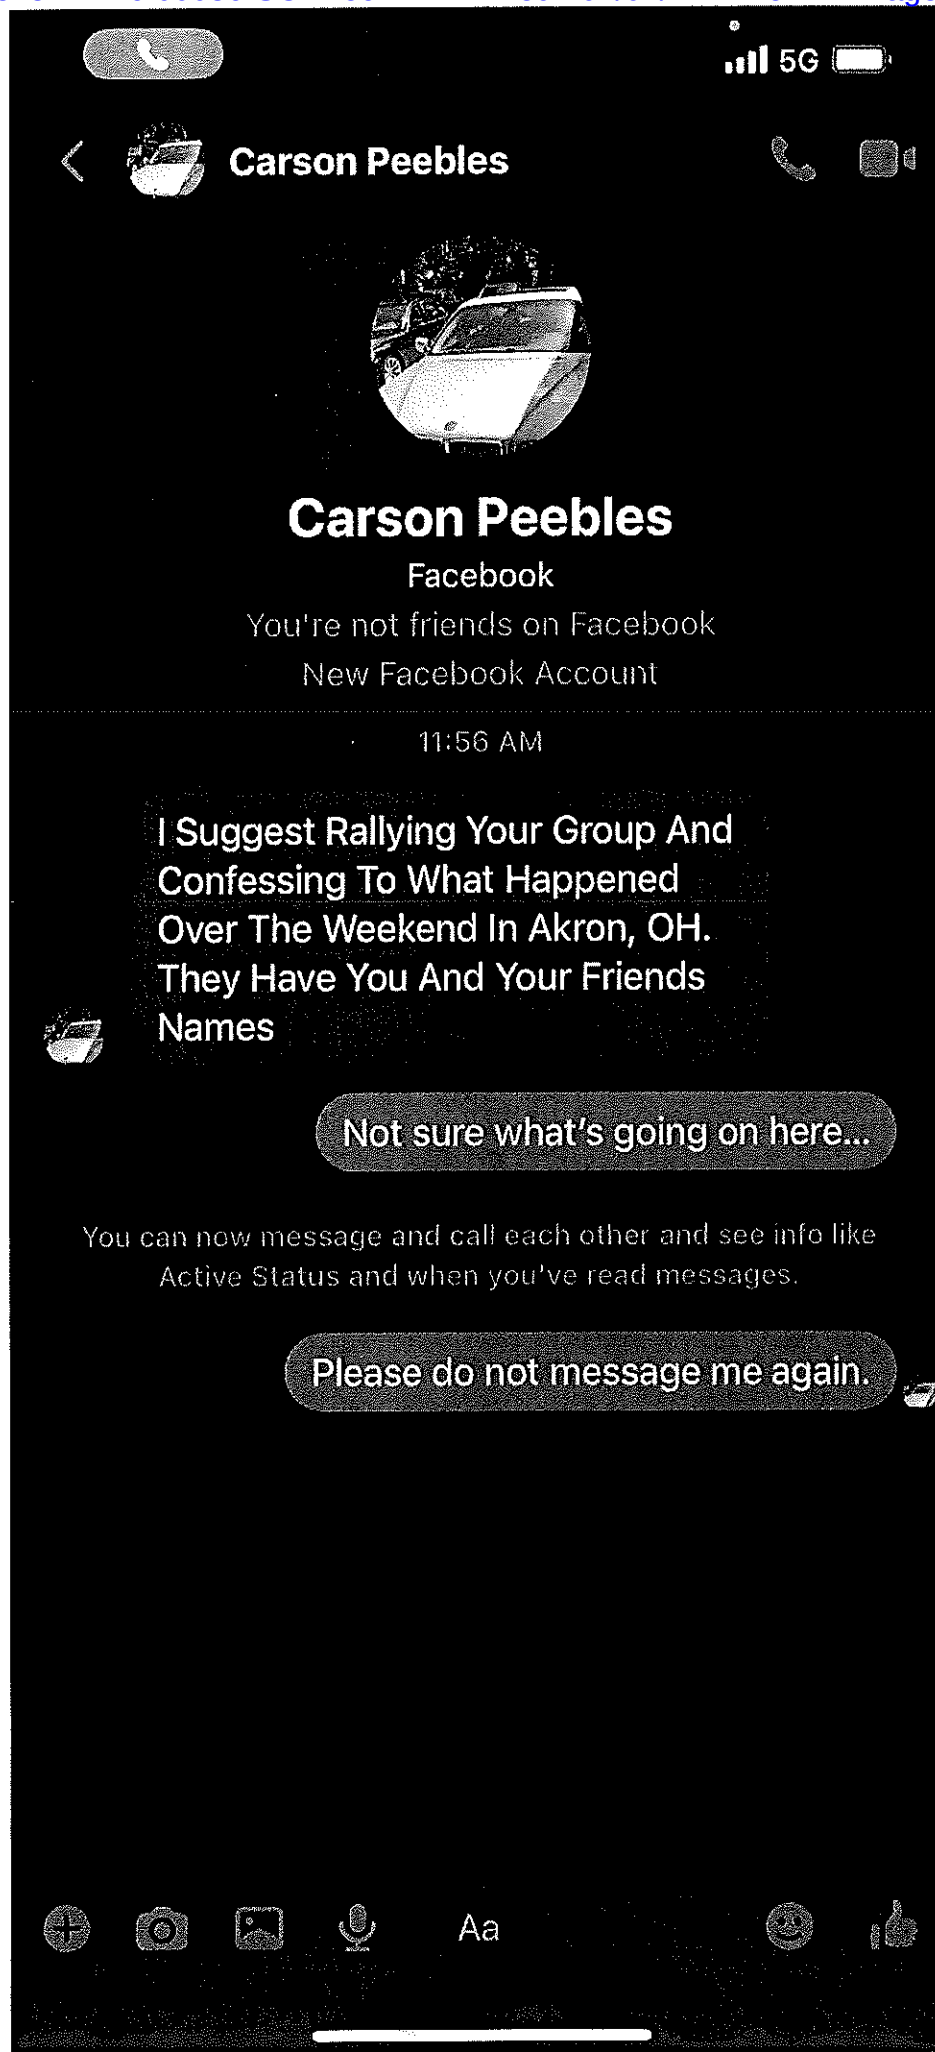 5G
Carson Peebles
Carson Peebles
Facebook
You're not friends on Facebook
New Facebook Account
11:56 AM
I Suggest Rallying Your Group And
Confessing To What Happened
Over The Weekend In Akron, OH.
They Have You And Your Friends
Names
Not sure what's going on here...
You can now message and call each other and see info like
Active Status and when you've read messages.
Please do not message me again.
Aa